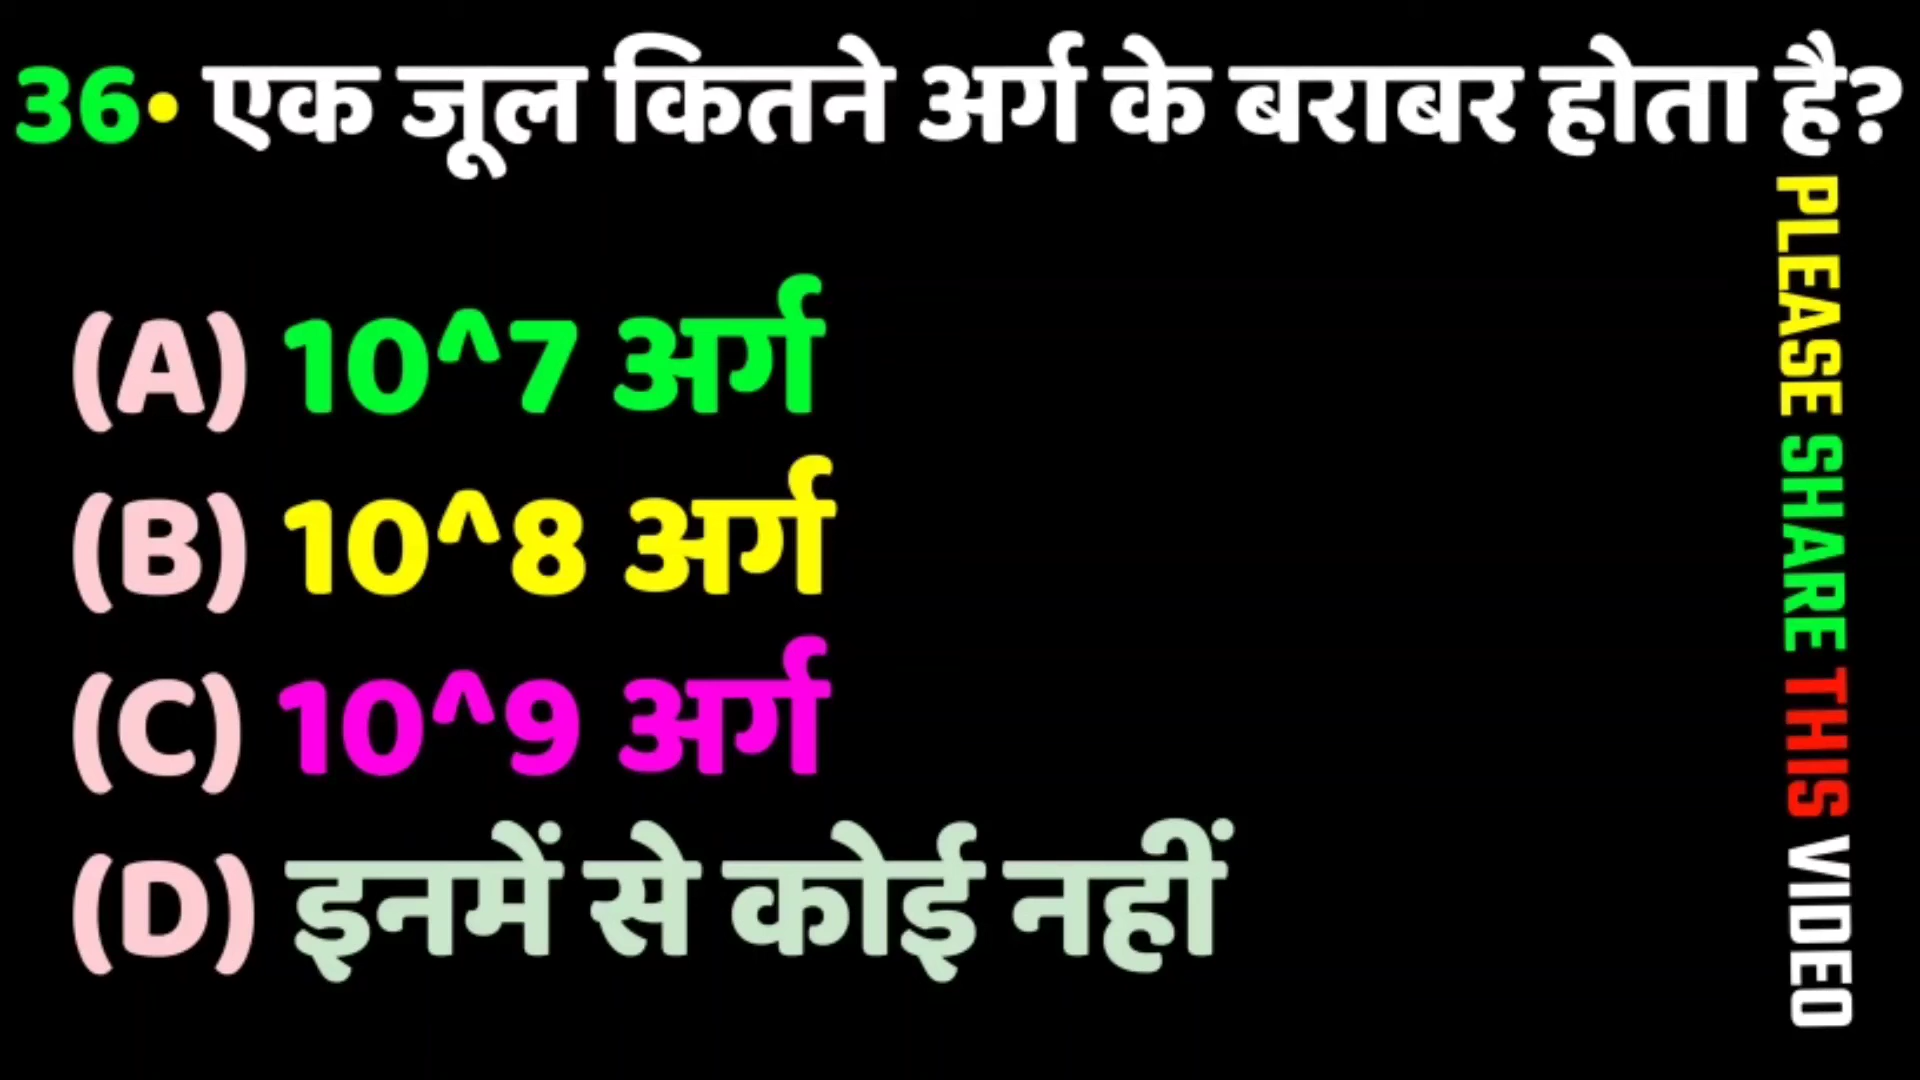 36• एक जूल कितने अर्ग के बराबर होता है?
(A) 10^7 अर्ग
(B) 10^8 अर्ग
(C) 10^9 अर्ग
(D) इनमें से कोई नहीं
PLEASE SHARE THIS VIDEO